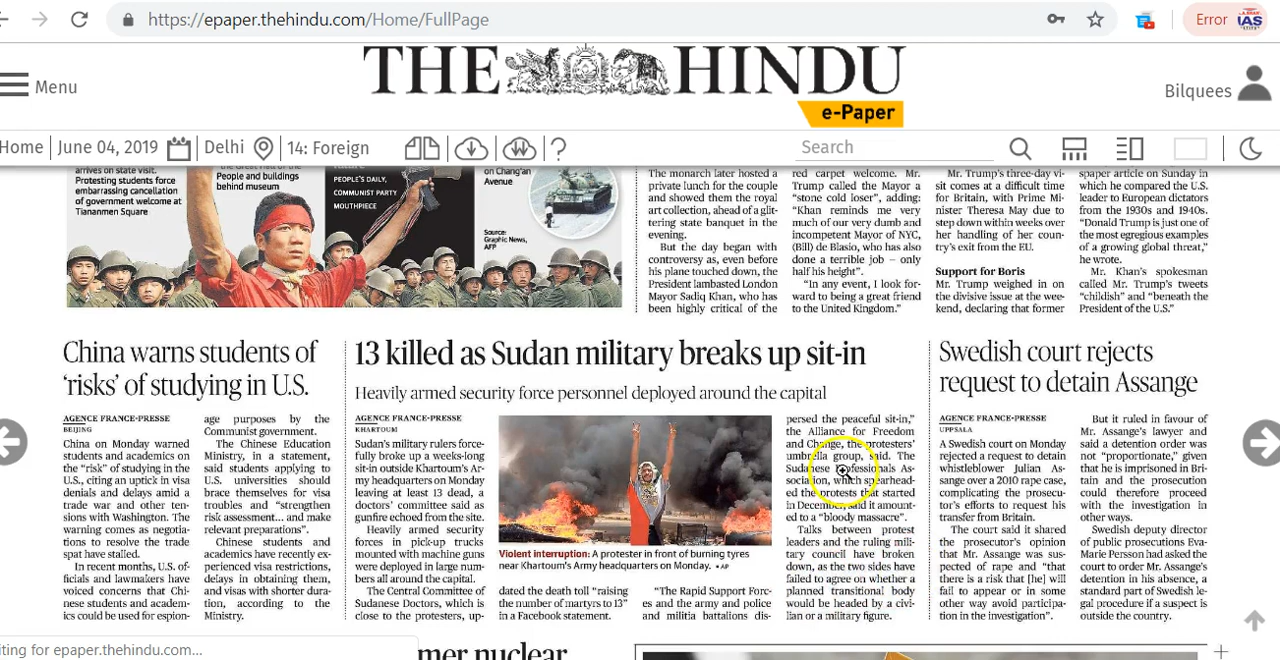 https://epaper.thehindu.com/Home/FullPage
Error
IAS
THE HINDU
e-Paper
Menu
Bilquees
Home
June 04, 2019
Delhi
14: Foreign
Search
arrives on state visit.
Protesting students force
embarrassing cancellation
of government welcome at
Tiananmen Square
People and buildings
behind museum
PEOPLE'S DAILY,
COMMUNIST PARTY
MOUTHPIECE
on Chang'an
Avenue
Source:
Graphic News,
AFP
The monarch later hosted a
private lunch for the couple
and showed them the royal
art collection, ahead of a glit-
tering state banquet in the
evening.
But the day began with
controversy as, even before
his plane touched down, the
President lambasted London
Mayor Sadiq Khan, who has
been highly critical of the
red carpet welcome. Mr.
Trump called the Mayor a
"stone cold loser", adding:
"Khan reminds me very
much of our very dumb and
incompetent Mayor of NYC,
(Bill) de Blasio, who has also
done a terrible job – only
half his height".
"In any event, I look for-
ward to being a great friend
to the United Kingdom."
Mr. Trump's three-day vi-
sit comes at a difficult time
for Britain, with Prime Mi-
nister Theresa May due to
step down within weeks over
her handling of her coun-
try's exit from the EU.
Support for Boris
Mr. Trump weighed in on
the divisive issue at the wee-
kend, declaring that former
spaper article on Sunday in
which he compared the U.S.
leader to European dictators
from the 1930s and 1940s.
"Donald Trump is just one of
the most egregious examples
of a growing global threat,"
he wrote.
Mr. Khan's spokesman
called Mr. Trump's tweets
"childish" and "beneath the
President of the U.S."
China warns students of
'risks' of studying in U.S.
AGENCE FRANCE-PRESSE
BEIJING
China on Monday warned
students and academics on
the "risk" of studying in the
U.S., citing an uptick in visa
denials and delays amid a
trade war and other ten-
sions with Washington. The
warning comes as negotia-
tions to resolve the trade
spat have stalled.
In recent months, U.S. of-
ficials and lawmakers have
voiced concerns that Chi-
nese students and academ-
ics could be used for espion-
age purposes by the
Communist government.
The Chinese Education
Ministry, in a statement,
said students applying to
U.S. universities should
brace themselves for visa
troubles and "strengthen
risk assessment... and make
relevant preparations".
Chinese students and
academics have recently ex-
perienced visa restrictions,
delays in obtaining them,
and visas with shorter dura-
tion, according to the
Ministry.
13 killed as Sudan military breaks up sit-in
Heavily armed security force personnel deployed around the capital
AGENCE FRANCE-PRESSE
KHARTOUM
Sudan's military rulers force-
fully broke up a weeks-long
sit-in outside Khartoum's Ar-
my headquarters on Monday
leaving at least 13 dead, a
doctors' committee said as
gunfire echoed from the site.
Heavily armed security
forces in pick-up trucks
mounted with machine guns
were deployed in large num-
bers all around the capital.
The Central Committee of
Sudanese Doctors, which is
close to the protesters, up-
Violent interruption: A protester in front of burning tyres
near Khartoum's Army headquarters on Monday. • AP
dated the death toll "raising
the number of martyrs to 13"
in a Facebook statement.
"The Rapid Support Forc-
es and the army and police
and militia battalions dis-
persed the peaceful sit-in,"
the Alliance for Freedom
and Change, the protesters'
umbrella group, said. The
Sudanese Professionals As-
sociation, which spearhead-
ed the protests that started
in December, said it amount-
ed to a "bloody massacre".
Talks between protest
leaders and the ruling mili-
tary council have broken
down, as the two sides have
failed to agree on whether a
planned transitional body
would be headed by a civi-
lian or a military figure.
Swedish court rejects
request to detain Assange
AGENCE FRANCE-PRESSE
UPPSALA
A Swedish court on Monday
rejected a request to detain
whistleblower Julian As-
sange over a 2010 rape case,
complicating the prosecu-
tor's efforts to request his
transfer from Britain.
The court said it shared
the prosecutor's opinion
that Mr. Assange was sus-
pected of rape and "that
there is a risk that [he] will
fail to appear or in some
other way avoid participa-
tion in the investigation".
But it ruled in favour of
Mr. Assange's lawyer and
said a detention order was
not "proportionate," given
that he is imprisoned in Bri-
tain and the prosecution
could therefore proceed
with the investigation in
other ways.
Swedish deputy director
of public prosecutions Eva-
Marie Persson had asked the
court to order Mr. Assange's
detention in his absence, a
standard part of Swedish le-
gal procedure if a suspect is
outside the country.
iting for epaper.thehindu.com...
mer nuclear